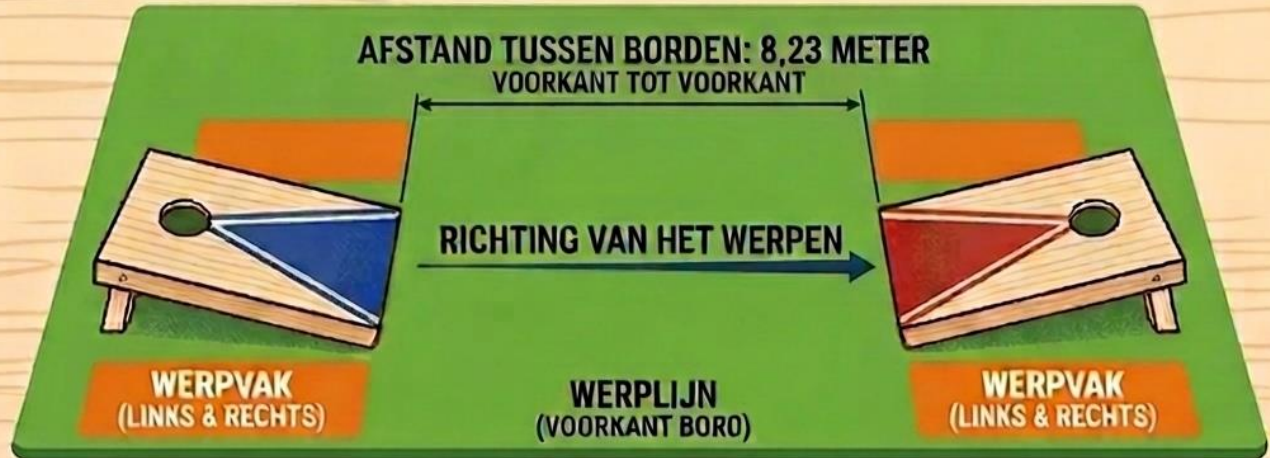 AFSTAND TUSSEN BORDEN: 8,23 METER
VOORKANT TOT VOORKANT
RICHTING VAN HET WERPEN
WERPVAK
(LINKS & RECHTS)
WERPLIJN
(VOORKANT BORO)
WERPVAK
(LINKS & RECHTS)